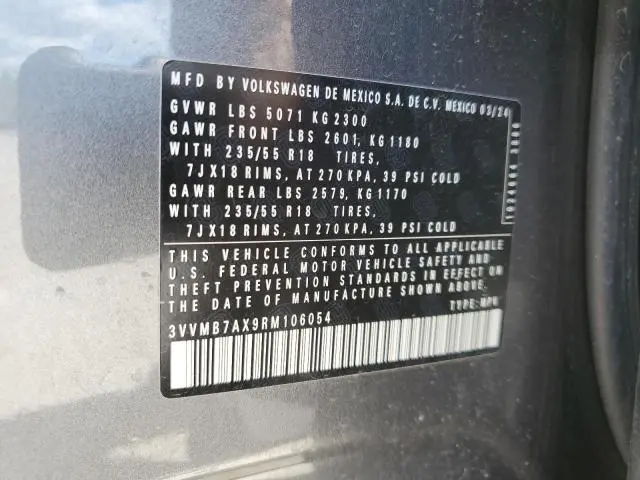 MFD BY VOLKSWAGEN DE MEXICO S.A. DE C.V. MEXICO 03/24
GVWR LBS 5071 KG 2300
GAWR FRONT LBS 2601, KG 1180
WITH 235/55 R18 TIRES,
7JX18 RIMS, AT 270 KPA, 39 PSI COLD
GAWR REAR LBS 2579, KG 1170
WITH 235/55 R18 TIRES,
7JX18 RIMS, AT 270 KPA, 39 PSI COLD
THIS VEHICLE CONFORMS TO ALL APPLICABLE
U.S. FEDERAL MOTOR VEHICLE SAFETY AND
THEFT PREVENTION STANDARDS IN EFFECT ON
THE DATE OF MANUFACTURE SHOWN ABOVE.
TYPE: MPV
3VVMB7AX9RM106054